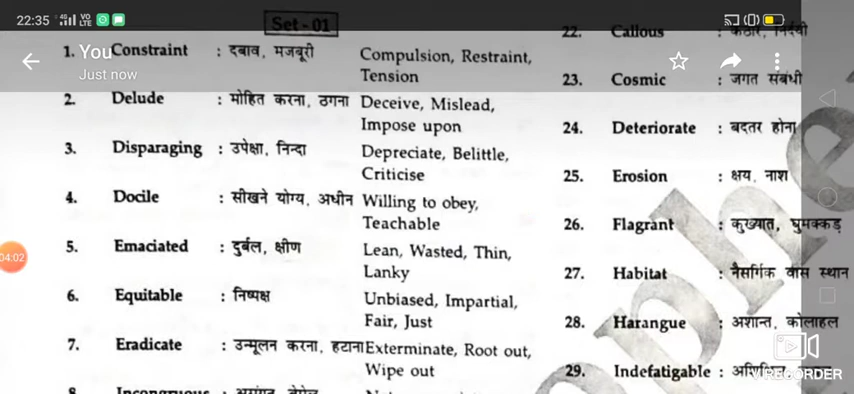 22:35
Set-01
You
Just now
1. Constraint : दबाव, मजबूरी Compulsion, Restraint,
Tension
2. Delude : मोहित करना, ठगना Deceive, Mislead,
Impose upon
3. Disparaging : उपेक्षा, निन्दा Depreciate, Belittle,
Criticise
4. Docile : सीखने योग्य, अधीन Willing to obey,
Teachable
5. Emaciated : दुर्बल, क्षीण Lean, Wasted, Thin,
Lanky
6. Equitable : निष्पक्ष Unbiased, Impartial,
Fair, Just
7. Eradicate : उन्मूलन करना, हटाना Exterminate, Root out,
Wipe out
22. Callous : कठोर, निर्दयी
23. Cosmic : जगत संबंधी
24. Deteriorate : बदतर होना
25. Erosion : क्षय, नाश
26. Flagrant : कुख्यात, घुमक्कड़
27. Habitat : नैसर्गिक वास स्थान
28. Harangue : अशान्त, कोलाहल
29. Indefatigable :
04:02
RECORDER